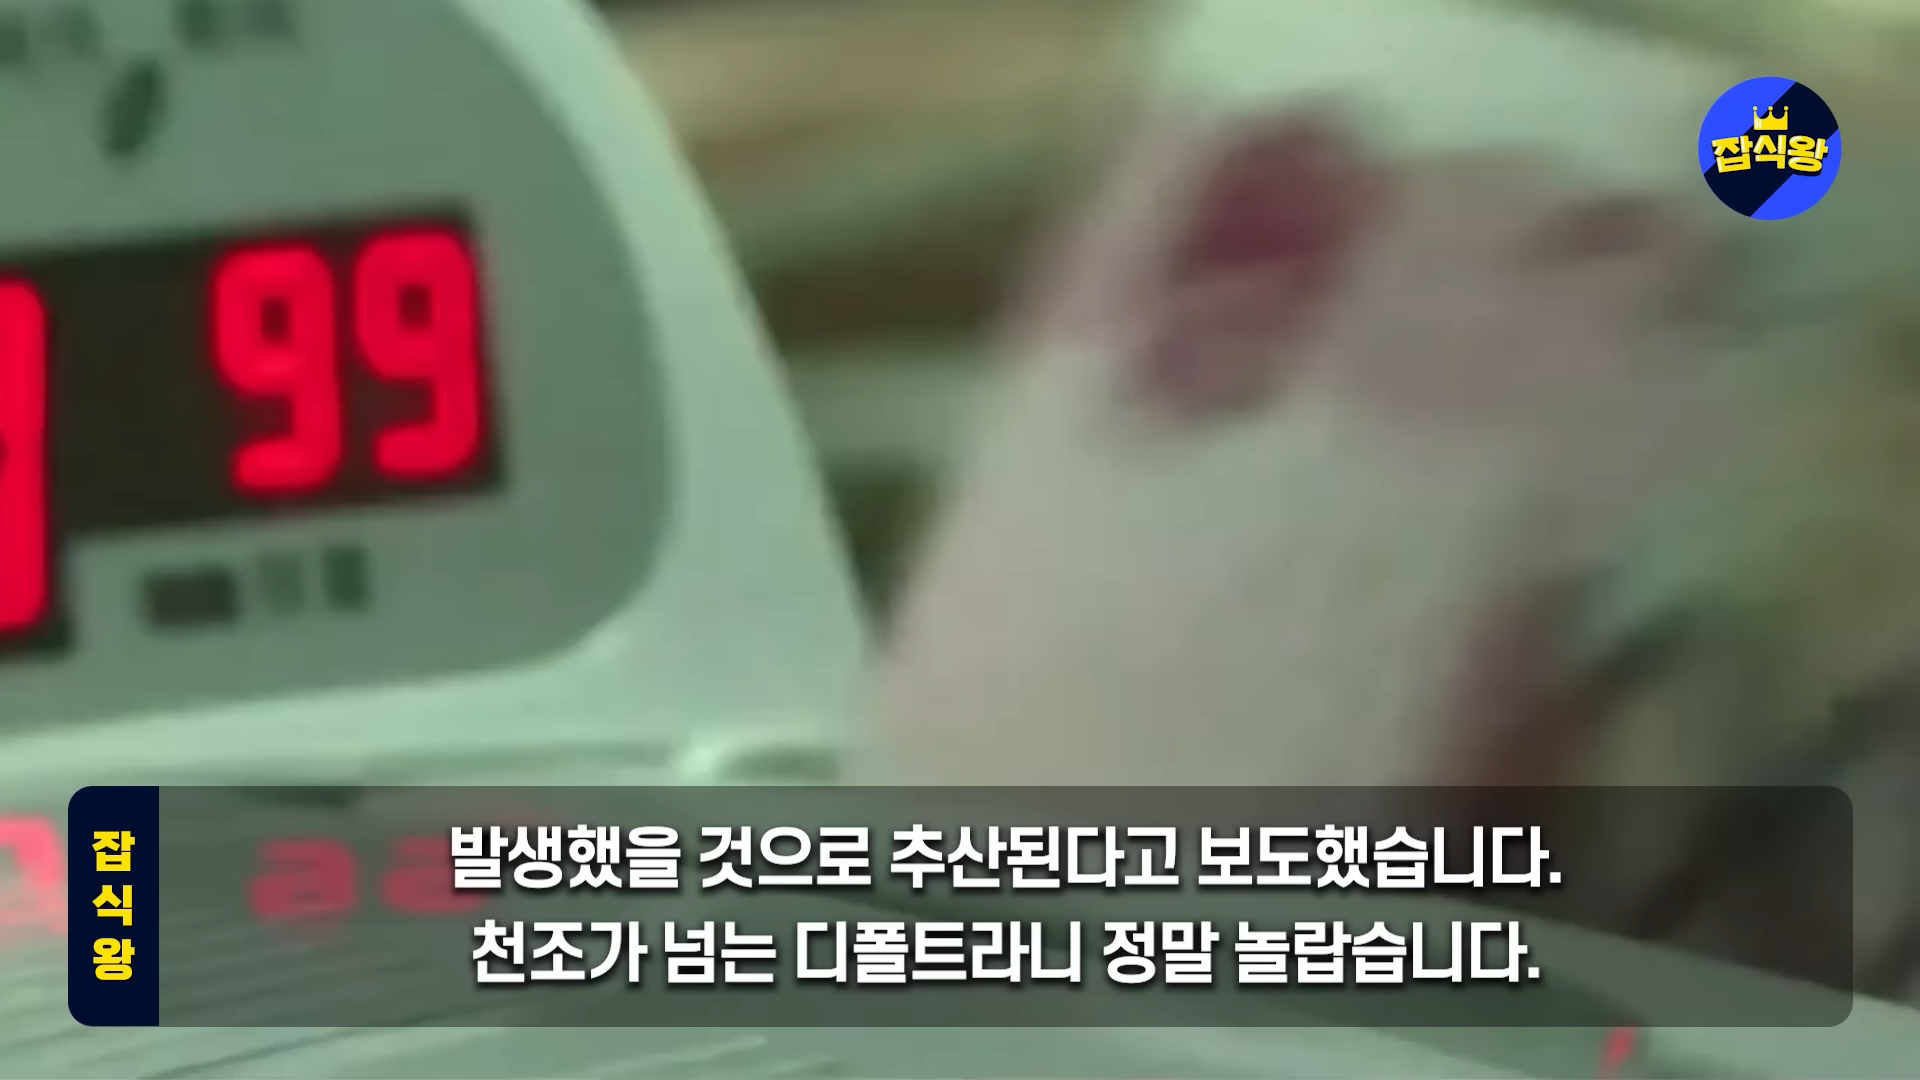 99
잡식왕
잡식왕
발생했을 것으로 추산된다고 보도했습니다.
천조가 넘는 디폴트라니 정말 놀랍습니다.